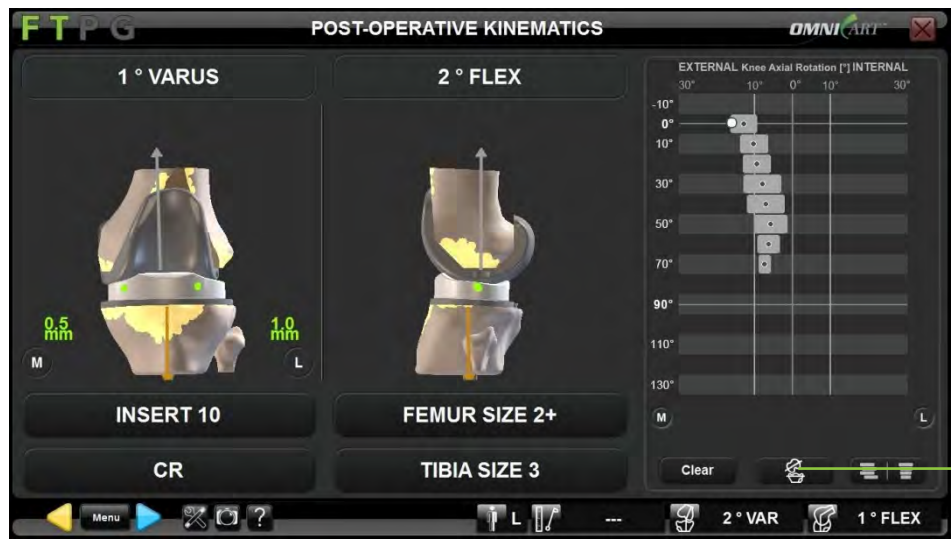 F T P G
POST-OPERATIVE KINEMATICS
OMNI CART
1 ° VARUS
2 ° FLEX
EXTERNAL Knee Axial Rotation [°] INTERNAL
30° 10° 0° 10° 30°
-10°
0°
10°
30°
50°
70°
90°
110°
130°
0.5
mm
1.0
mm
M
L
M
L
INSERT 10
FEMUR SIZE 2+
CR
TIBIA SIZE 3
Clear
Menu
?
L
---
2 ° VAR
1 ° FLEX